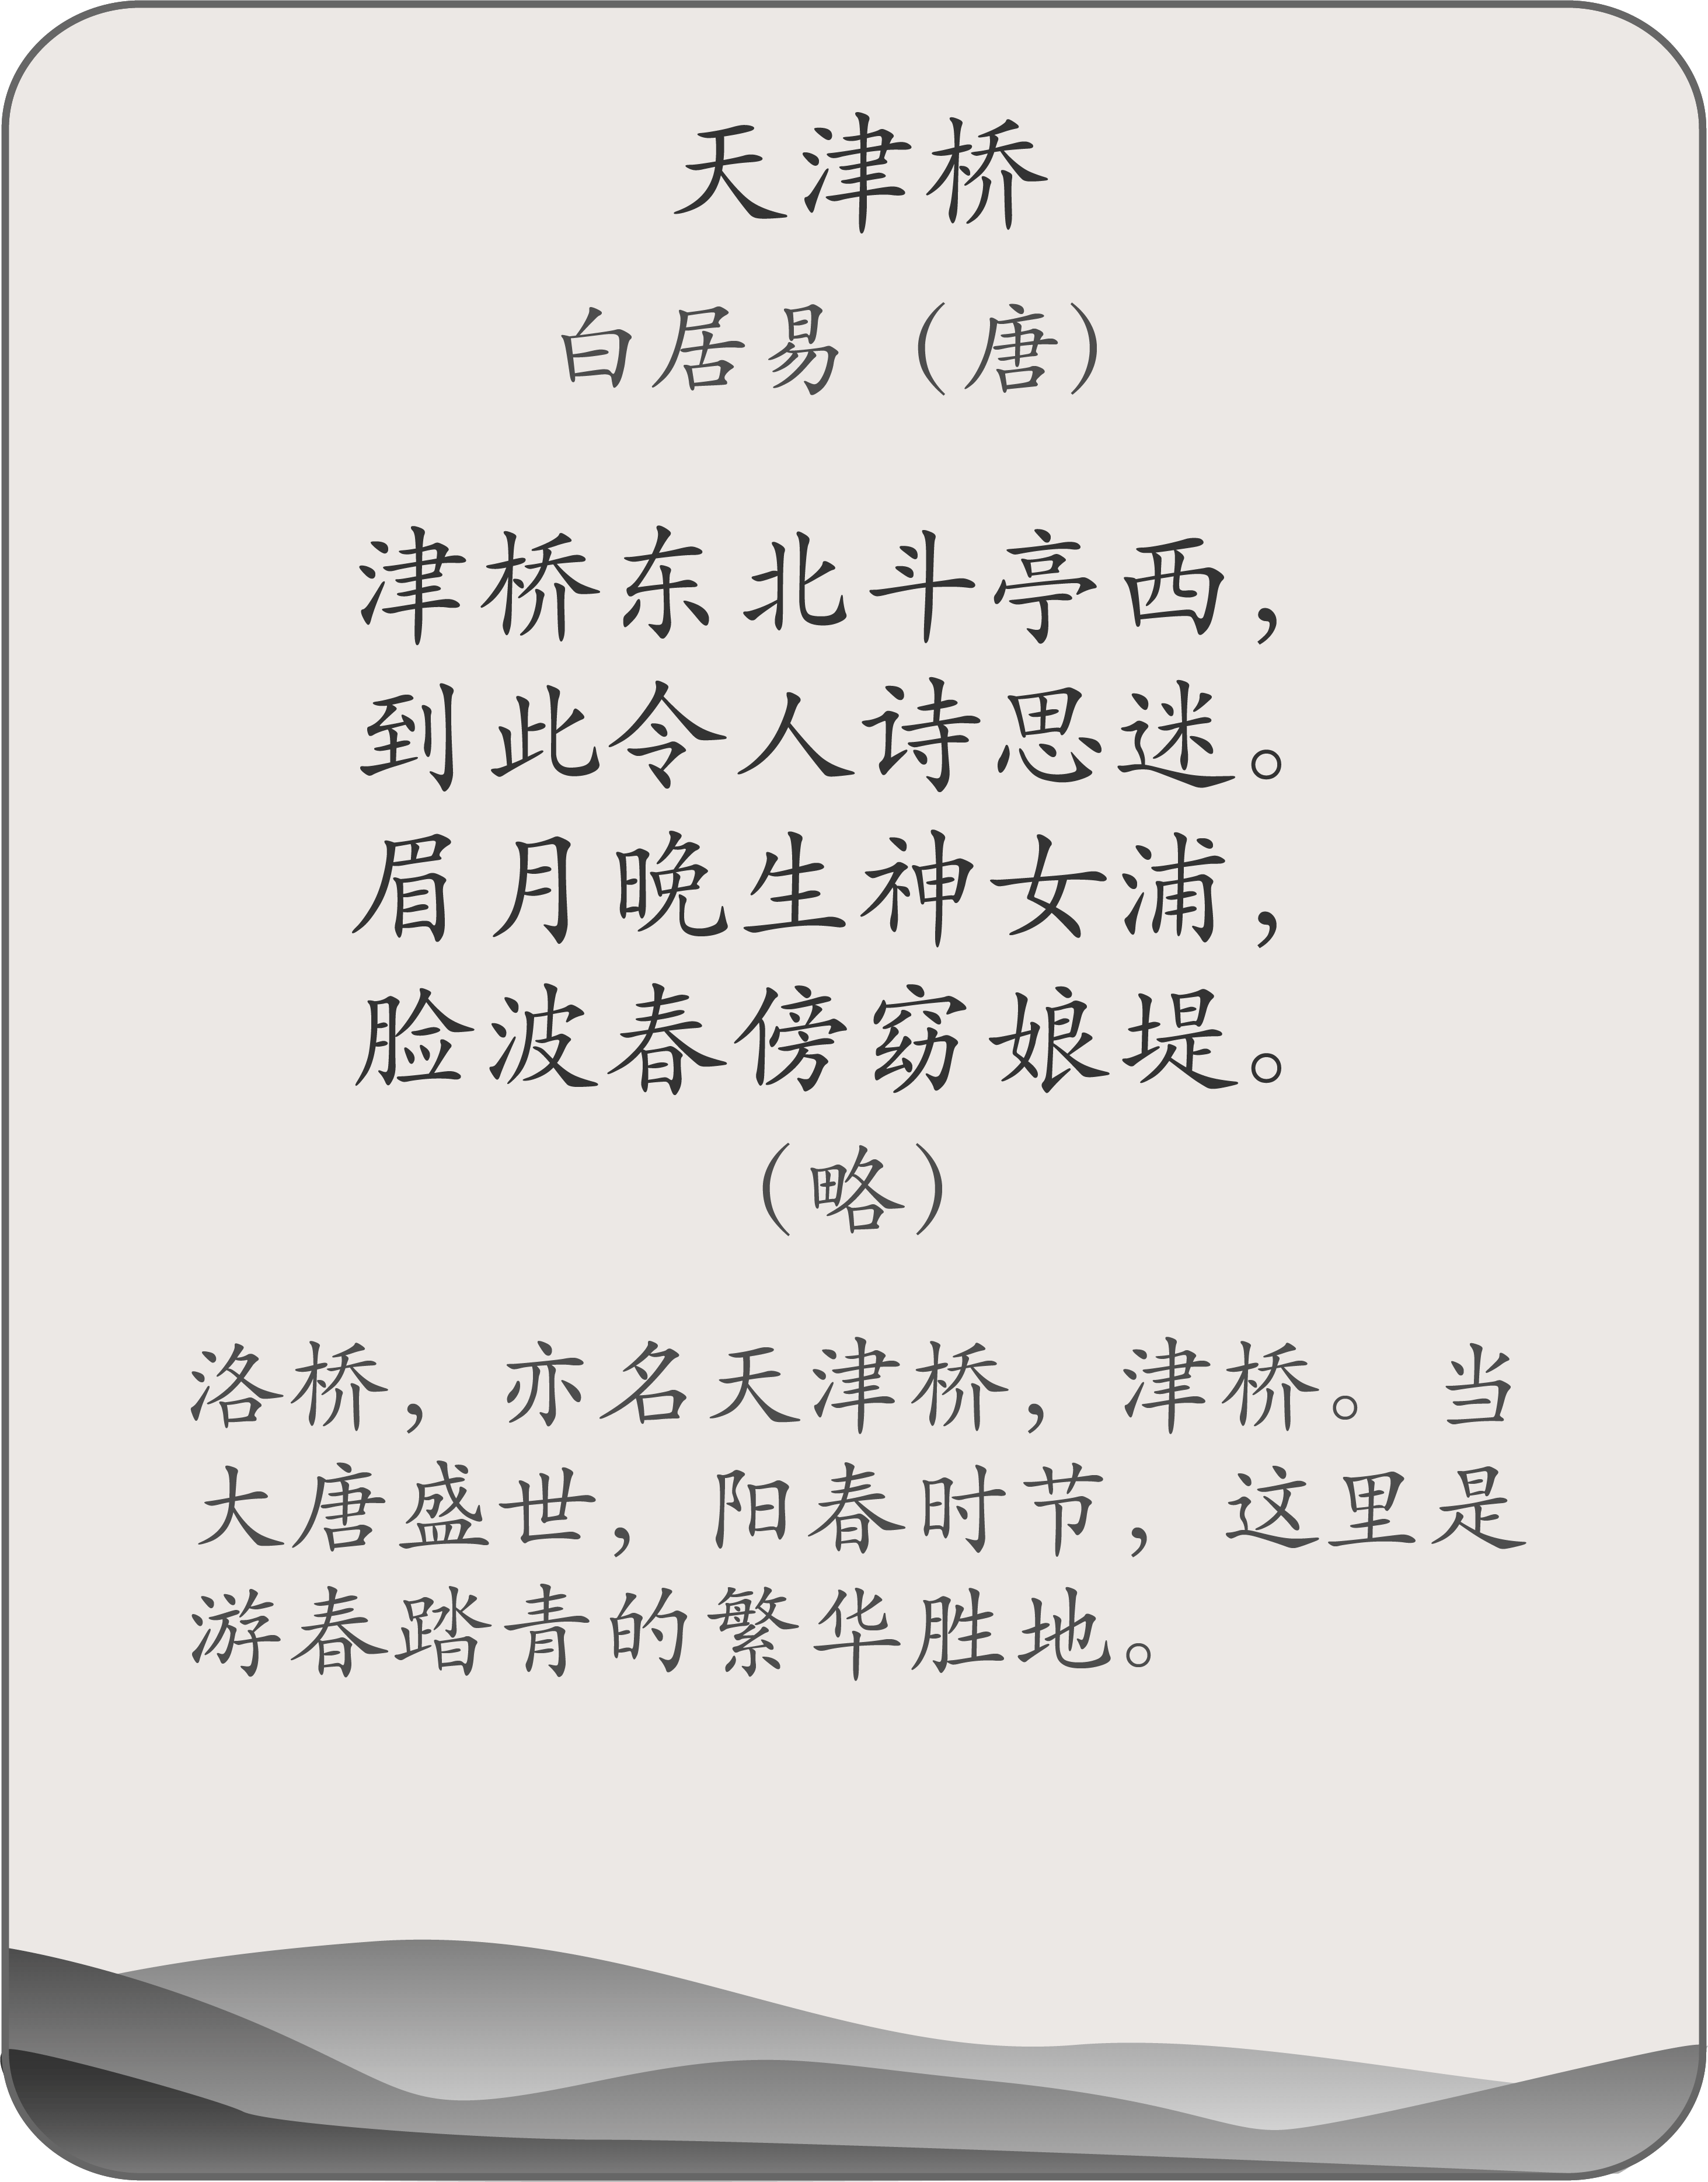 天津桥
白居易（唐）
津桥东北斗亭西，
到此令人诗思迷。
眉月晚生神女浦，
脸波春傍窈娘堤。
（略）
洛桥，亦名天津桥，津桥。当
大唐盛世，阳春时节，这里是
游春踏青的繁华胜地。